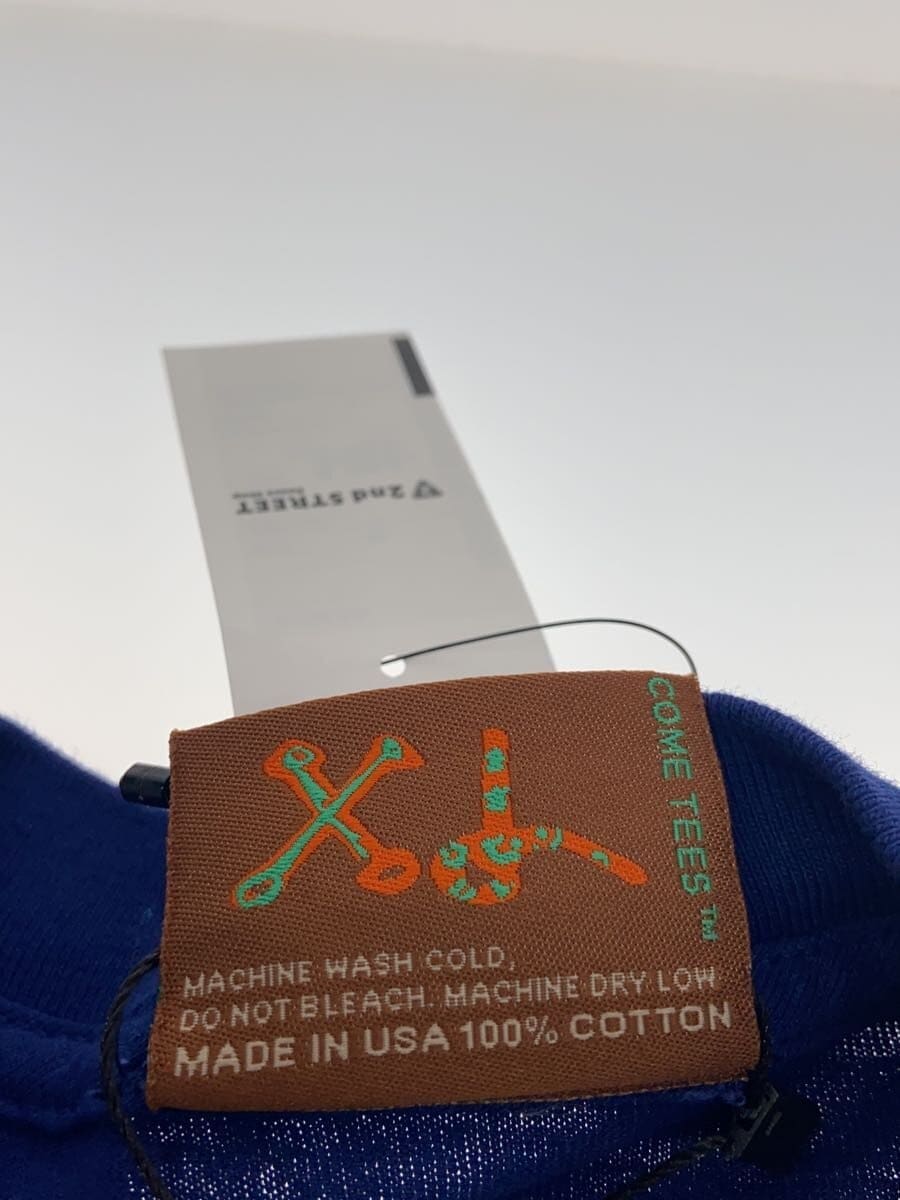 2nd STREET
XL
COME TEES™
MACHINE WASH COLD,
DO NOT BLEACH. MACHINE DRY LOW
MADE IN USA 100% COTTON